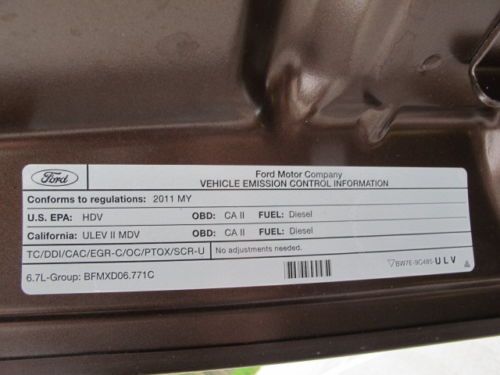 Ford
Ford Motor Company
VEHICLE EMISSION CONTROL INFORMATION
Conforms to regulations: 2011 MY
U.S. EPA: HDV OBD: CA II FUEL: Diesel
California: ULEV II MDV OBD: CA II FUEL: Diesel
TC/DDI/CAC/EGR-C/OC/PTOX/SCR-U No adjustments needed.
6.7L-Group: BFMXD06.771C
BW7E-9C485- ULV